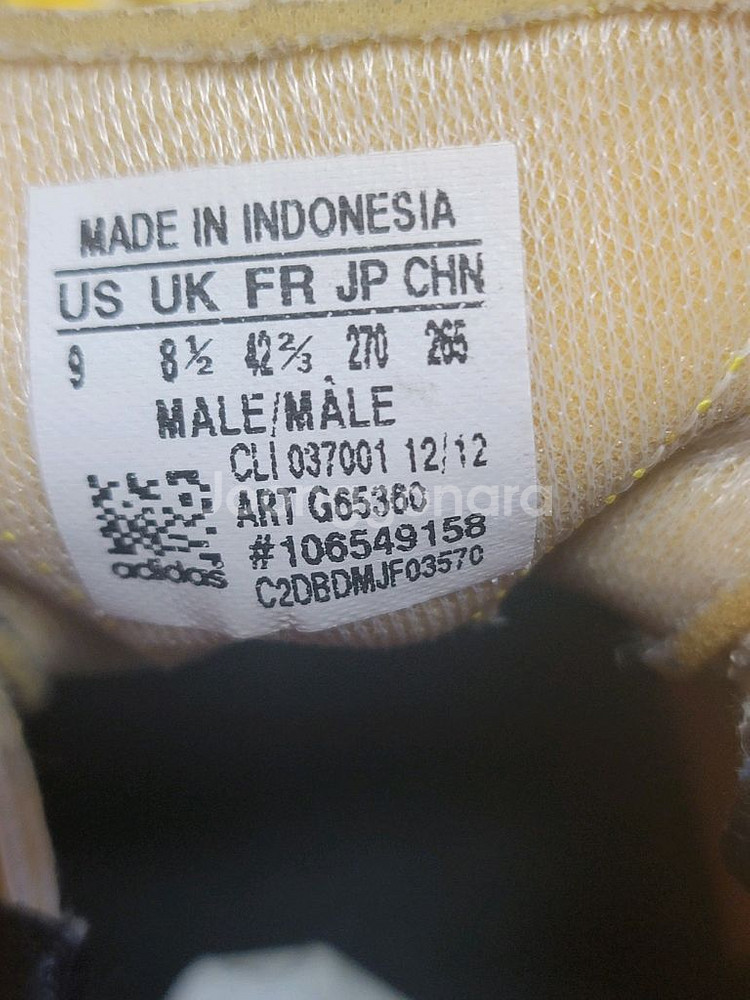 MADE IN INDONESIA
US UK FR JP CHN
9 8½ 42⅔ 270 265
MALE/MÂLE
CLI 037001 12/12
ART G65360
#106549158
adidas
C2DBDMJF03570
Joonggonara